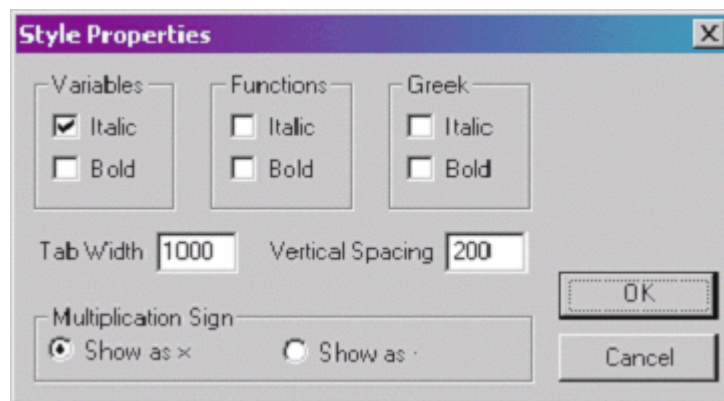 Style Properties
Variables Functions Greek
Italic Italic Italic
Bold Bold Bold
Tab Width 1000 Vertical Spacing 200
OK
Multiplication Sign
Show as × Show as ·
Cancel